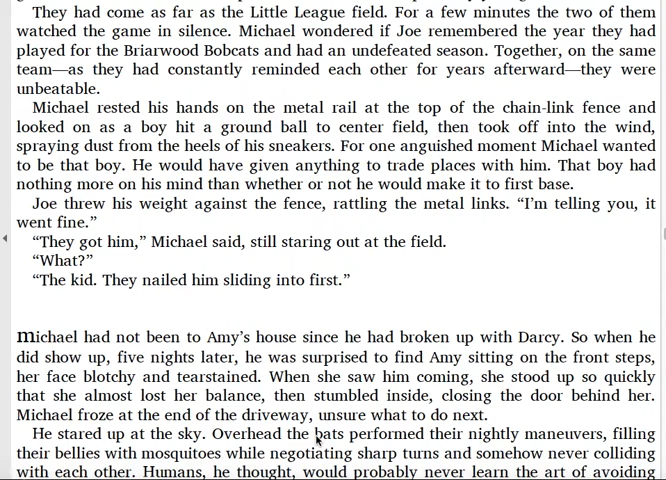 They had come as far as the Little League field. For a few minutes the two of them
watched the game in silence. Michael wondered if Joe remembered the year they had
played for the Briarwood Bobcats and had an undefeated season. Together, on the same
team—as they had constantly reminded each other for years afterward—they were
unbeatable.
Michael rested his hands on the metal rail at the top of the chain-link fence and
looked on as a boy hit a ground ball to center field, then took off into the wind,
spraying dust from the heels of his sneakers. For one anguished moment Michael wanted
to be that boy. He would have given anything to trade places with him. That boy had
nothing more on his mind than whether or not he would make it to first base.
Joe threw his weight against the fence, rattling the metal links. “I’m telling you, it
went fine.”
“They got him,” Michael said, still staring out at the field.
“What?”
“The kid. They nailed him sliding into first.”
michael had not been to Amy’s house since he had broken up with Darcy. So when he
did show up, five nights later, he was surprised to find Amy sitting on the front steps,
her face blotchy and tearstained. When she saw him coming, she stood up so quickly
that she almost lost her balance, then stumbled inside, closing the door behind her.
Michael froze at the end of the driveway, unsure what to do next.
He stared up at the sky. Overhead the bats performed their nightly maneuvers, filling
their bellies with mosquitoes while negotiating sharp turns and somehow never colliding
with each other. Humans, he thought, would probably never learn the art of avoiding